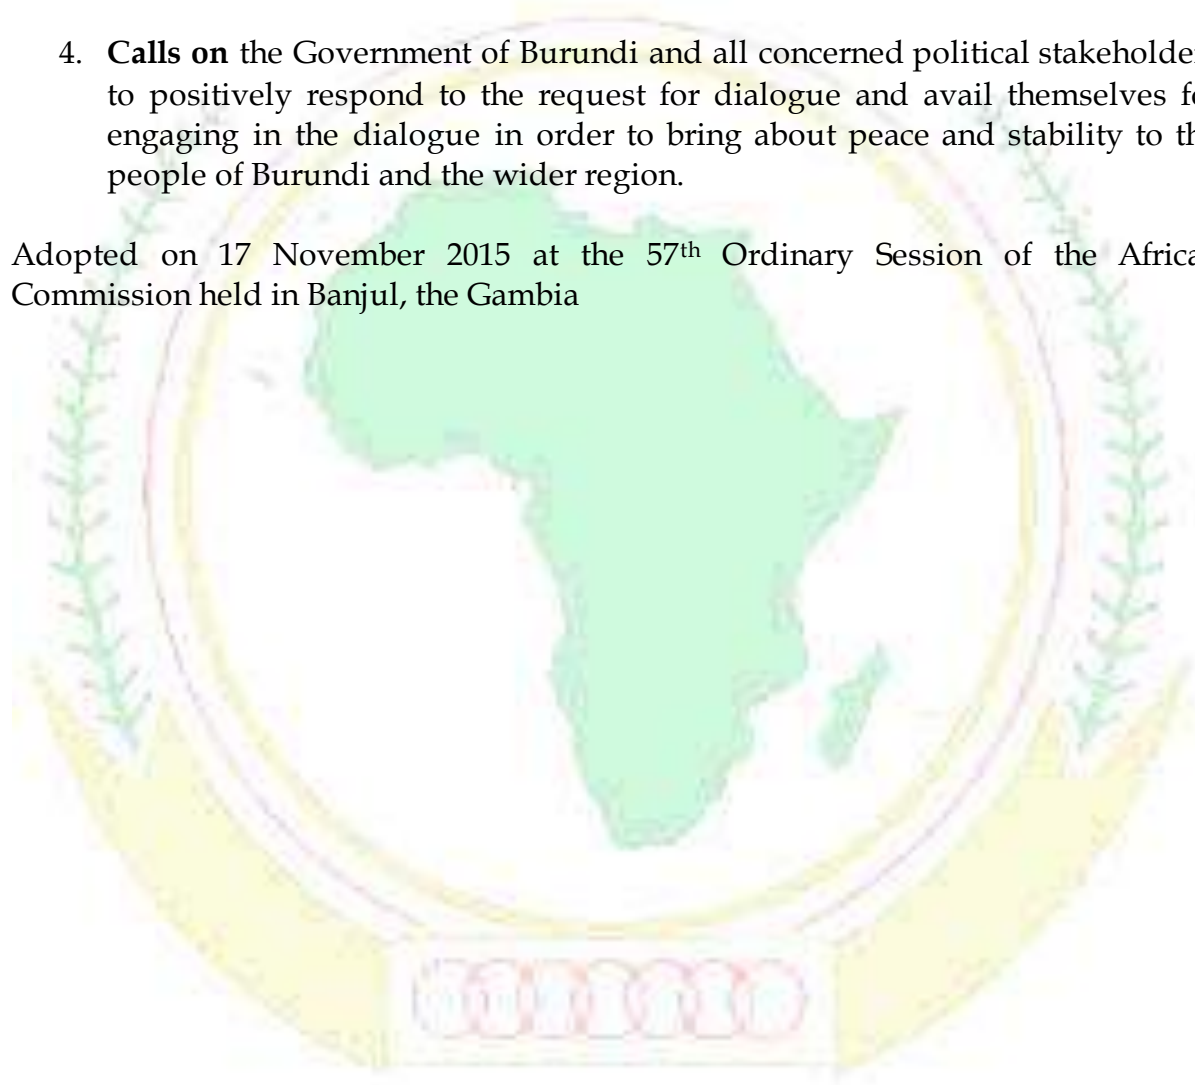 4. Calls on the Government of Burundi and all concerned political stakeholder
to positively respond to the request for dialogue and avail themselves fo
engaging in the dialogue in order to bring about peace and stability to th
people of Burundi and the wider region.
Adopted on 17 November 2015 at the 57th Ordinary Session of the Africa
Commission held in Banjul, the Gambia